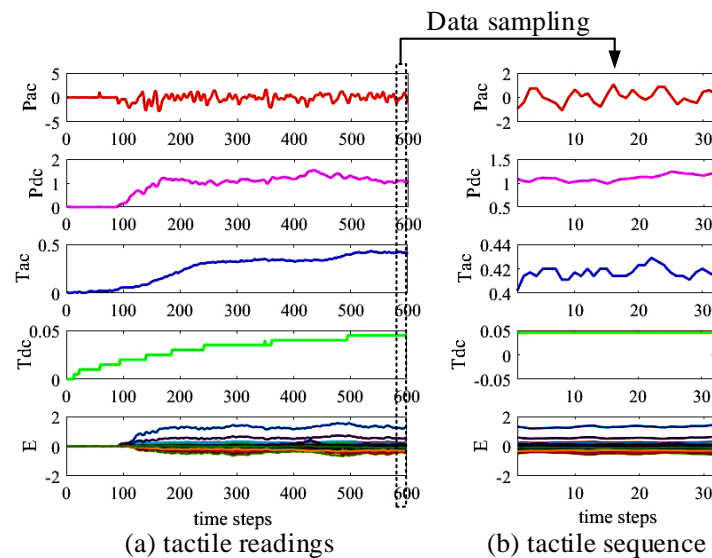 Data sampling
5
0
-5
Pac
0 100 200 300 400 500 600
2
0
-2
Pac
10 20 30
2
1
0
Pdc
0 100 200 300 400 500 600
1.5
1
0.5
Pdc
10 20 30
0.5
0
Tac
0 100 200 300 400 500 600
0.44
0.42
0.4
Tac
10 20 30
0.05
0
Tdc
0 100 200 300 400 500 600
0.05
0
-0.05
Tdc
10 20 30
2
0
-2
E
0 100 200 300 400 500 600
time steps
2
0
-2
E
10 20 30
time steps
(a) tactile readings
(b) tactile sequence